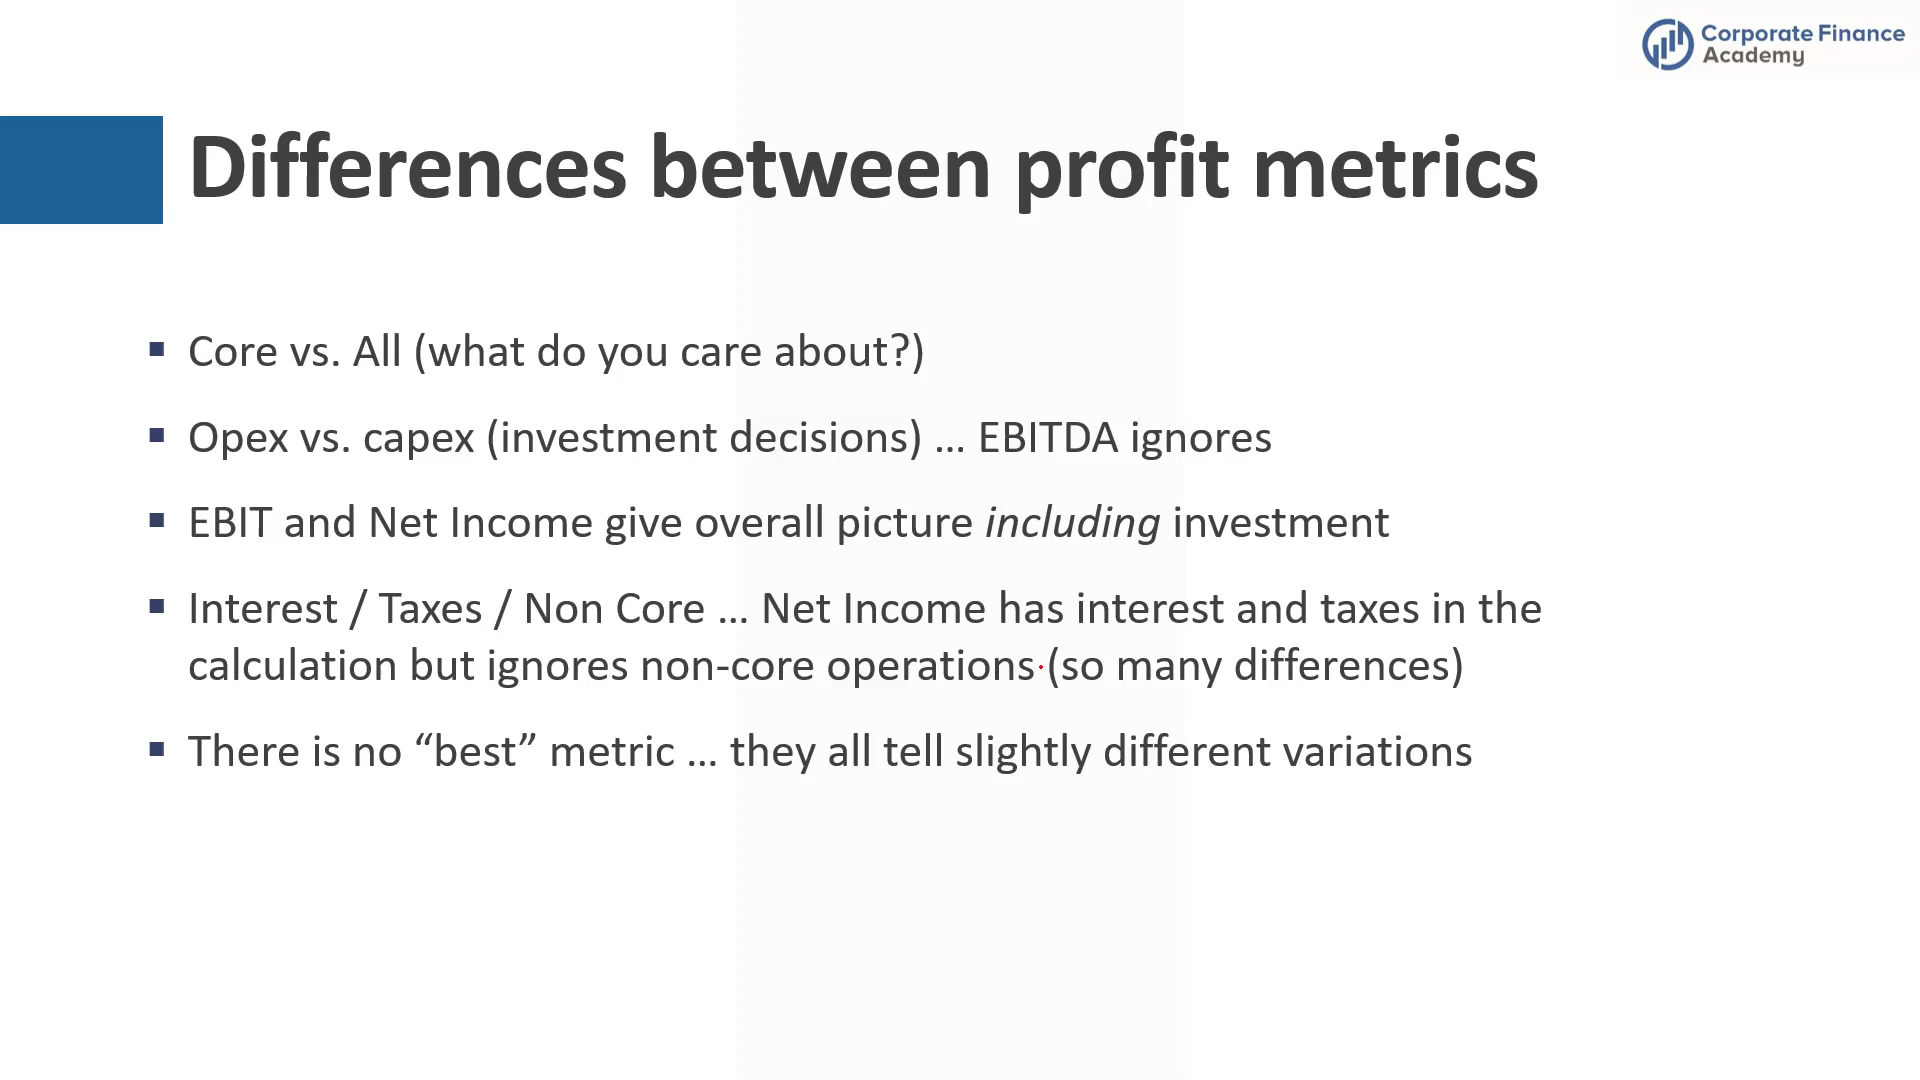 Corporate Finance
Academy
Differences between profit metrics
▪ Core vs. All (what do you care about?)
▪ Opex vs. capex (investment decisions) … EBITDA ignores
▪ EBIT and Net Income give overall picture including investment
▪ Interest / Taxes / Non Core … Net Income has interest and taxes in the
calculation but ignores non-core operations (so many differences)
▪ There is no “best” metric … they all tell slightly different variations